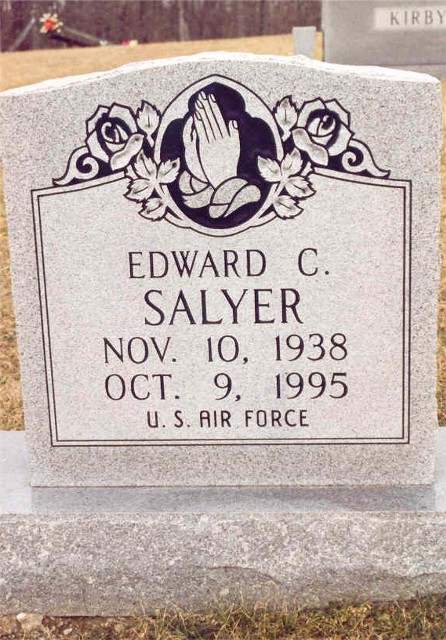 KIRBY
EDWARD C.
SALYER
NOV. 10, 1938
OCT. 9, 1995
U.S. AIR FORCE